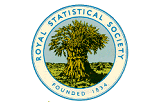 ROYAL STATISTICAL SOCIETY
FOUNDED 1834